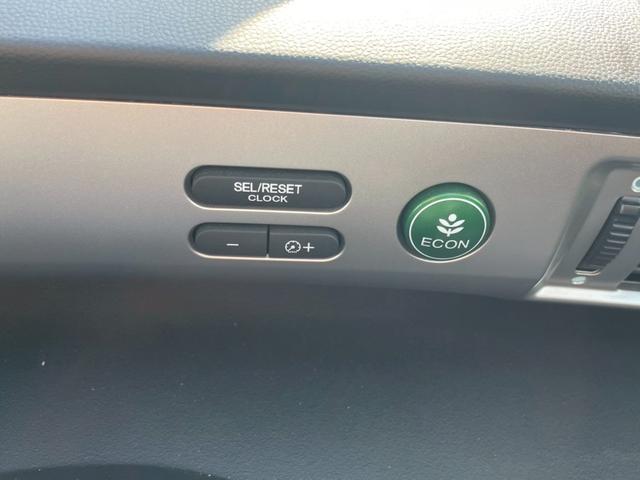 SEL/RESET
CLOCK
− +
ECON